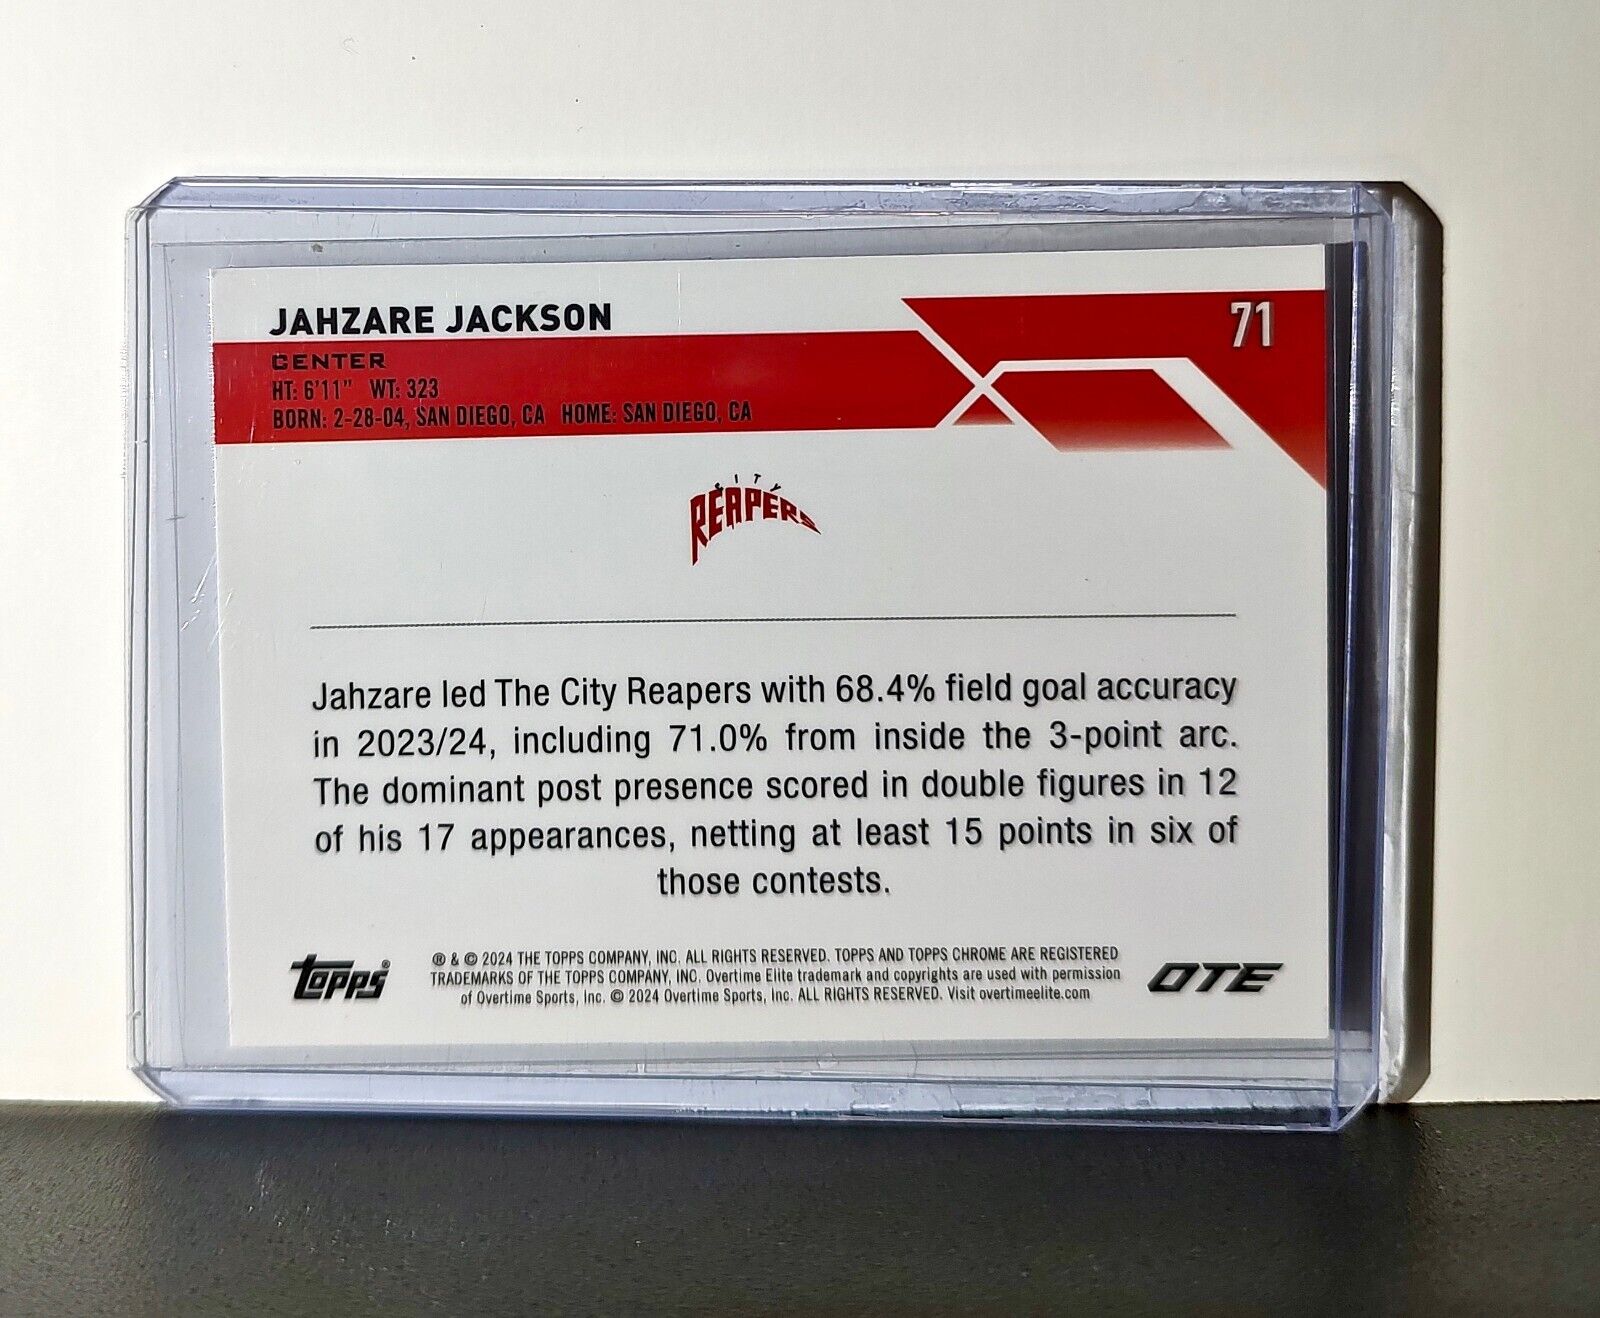 JAHZARE JACKSON
71
CENTER
HT: 6'11" WT: 323
BORN: 2-28-04, SAN DIEGO, CA HOME: SAN DIEGO, CA
CITY
REAPERS
Jahzare led The City Reapers with 68.4% field goal accuracy
in 2023/24, including 71.0% from inside the 3-point arc.
The dominant post presence scored in double figures in 12
of his 17 appearances, netting at least 15 points in six of
those contests.
topps®
® & © 2024 THE TOPPS COMPANY, INC. ALL RIGHTS RESERVED. TOPPS AND TOPPS CHROME ARE REGISTERED
TRADEMARKS OF THE TOPPS COMPANY, INC. Overtime Elite trademark and copyrights are used with permission
of Overtime Sports, Inc. © 2024 Overtime Sports, Inc. ALL RIGHTS RESERVED. Visit overtimeelite.com
OTE